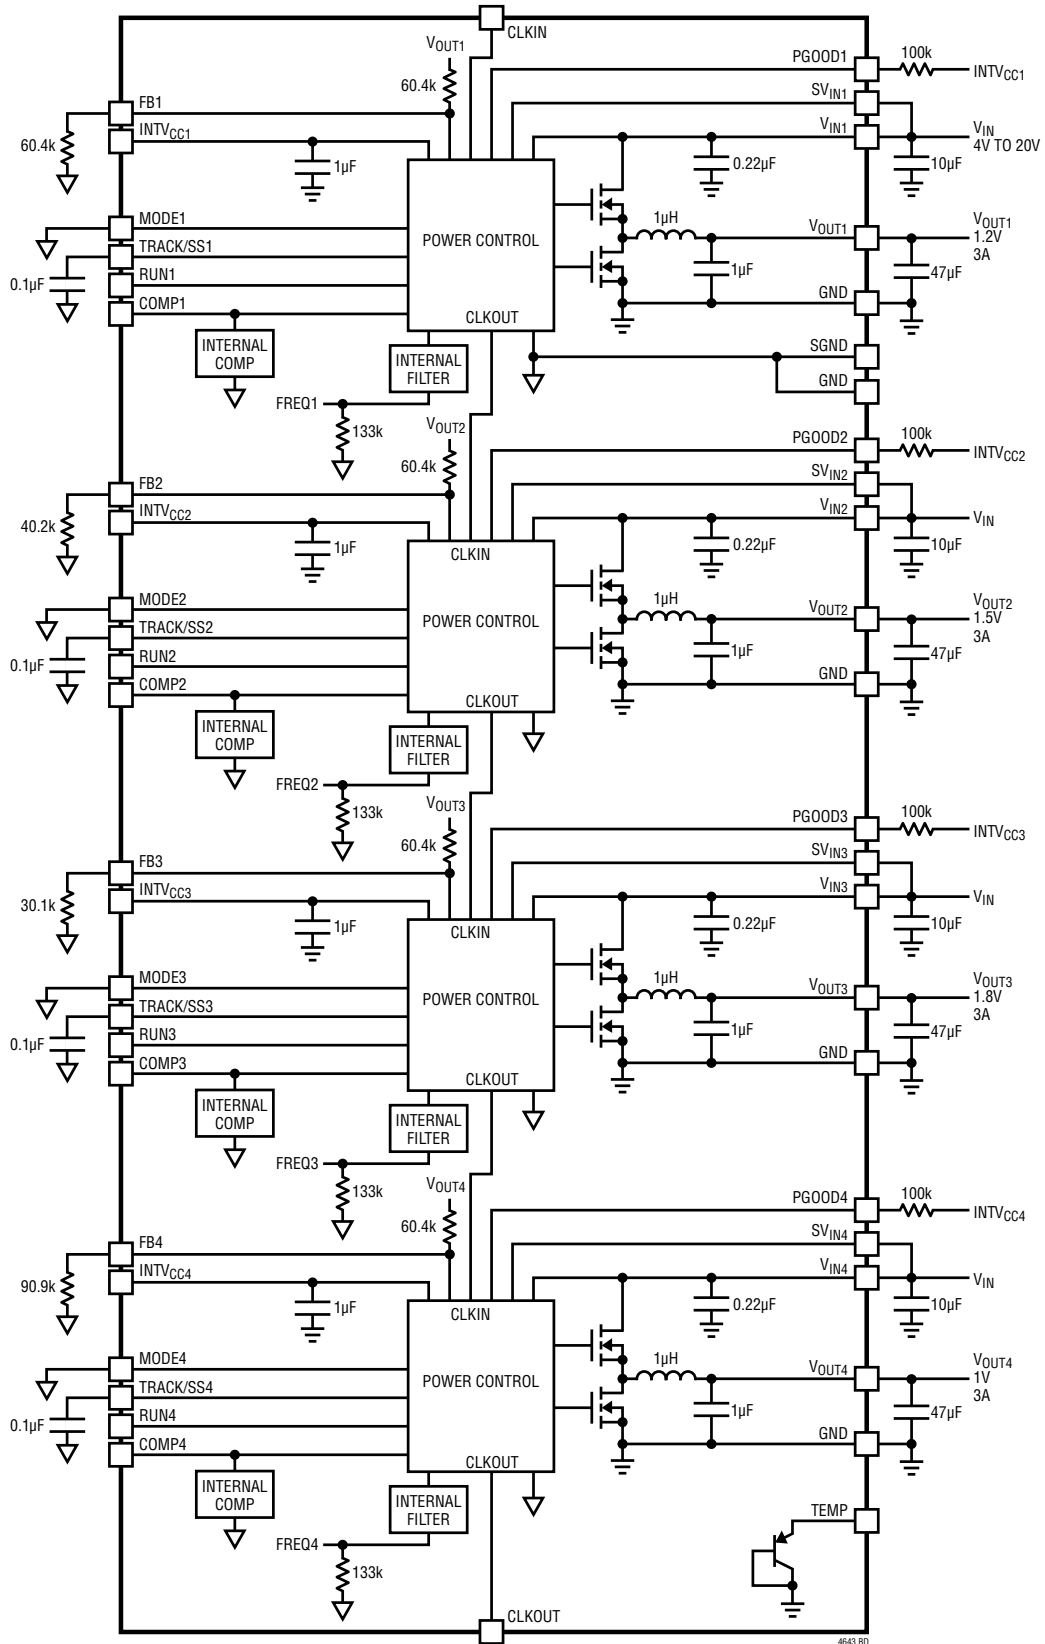 CLKIN
VOUT1
60.4k
PGOOD1
100k
INTVCC1
SVIN1
VIN1
VIN
4V TO 20V
FB1
INTVCC1
60.4k
1µF
0.22µF
10µF
MODE1
TRACK/SS1
0.1µF
RUN1
COMP1
POWER CONTROL
CLKOUT
1µH
VOUT1
VOUT1
1.2V
3A
1µF
47µF
GND
INTERNAL
COMP
INTERNAL
FILTER
SGND
GND
FREQ1
133k
VOUT2
60.4k
PGOOD2
100k
INTVCC2
SVIN2
VIN2
VIN
FB2
INTVCC2
40.2k
1µF
0.22µF
10µF
CLKIN
MODE2
TRACK/SS2
0.1µF
RUN2
COMP2
POWER CONTROL
CLKOUT
1µH
VOUT2
VOUT2
1.5V
3A
1µF
47µF
GND
INTERNAL
COMP
INTERNAL
FILTER
FREQ2
133k
VOUT3
60.4k
PGOOD3
100k
INTVCC3
SVIN3
VIN3
VIN
FB3
INTVCC3
30.1k
1µF
0.22µF
10µF
CLKIN
MODE3
TRACK/SS3
0.1µF
RUN3
COMP3
POWER CONTROL
CLKOUT
1µH
VOUT3
VOUT3
1.8V
3A
1µF
47µF
GND
INTERNAL
COMP
INTERNAL
FILTER
FREQ3
133k
VOUT4
60.4k
PGOOD4
100k
INTVCC4
SVIN4
VIN4
VIN
FB4
INTVCC4
90.9k
1µF
0.22µF
10µF
CLKIN
MODE4
TRACK/SS4
0.1µF
RUN4
COMP4
POWER CONTROL
CLKOUT
1µH
VOUT4
VOUT4
1V
3A
1µF
47µF
GND
INTERNAL
COMP
INTERNAL
FILTER
TEMP
FREQ4
133k
CLKOUT
4643 BD